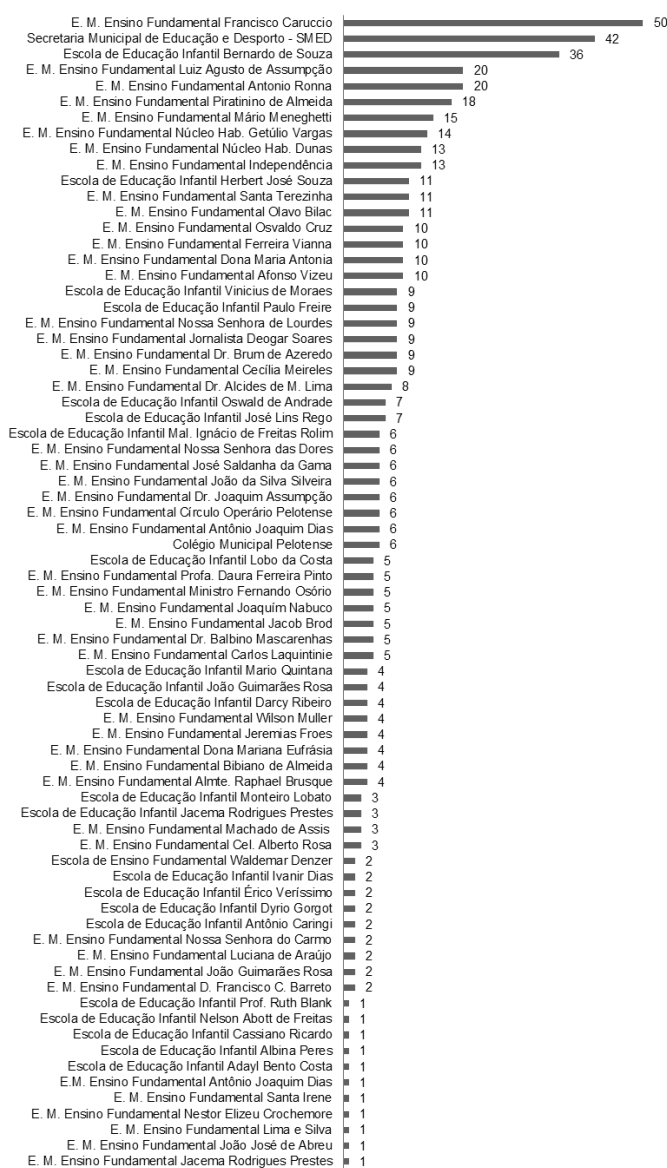 E. M. Ensino Fundamental Francisco Caruccio 50
Secretaria Municipal de Educação e Desporto - SMED 42
Escola de Educação Infantil Bernardo de Souza 36
E. M. Ensino Fundamental Luiz Agusto de Assumpção 20
E. M. Ensino Fundamental Antonio Ronna 20
E. M. Ensino Fundamental Piratinino de Almeida 18
E. M. Ensino Fundamental Mário Meneghetti 15
E. M. Ensino Fundamental Núcleo Hab. Getúlio Vargas 14
E. M. Ensino Fundamental Núcleo Hab. Dunas 13
E. M. Ensino Fundamental Independência 13
Escola de Educação Infantil Herbert José Souza 11
E. M. Ensino Fundamental Santa Terezinha 11
E. M. Ensino Fundamental Olavo Bilac 11
E. M. Ensino Fundamental Osvaldo Cruz 10
E. M. Ensino Fundamental Ferreira Vianna 10
E. M. Ensino Fundamental Dona Maria Antonia 10
E. M. Ensino Fundamental Afonso Vizeu 10
Escola de Educação Infantil Vinicius de Moraes 9
Escola de Educação Infantil Paulo Freire 9
E. M. Ensino Fundamental Nossa Senhora de Lourdes 9
E. M. Ensino Fundamental Jornalista Deogar Soares 9
E. M. Ensino Fundamental Dr. Brum de Azeredo 9
E. M. Ensino Fundamental Cecília Meireles 9
E. M. Ensino Fundamental Dr. Alcides de M. Lima 8
Escola de Educação Infantil Oswald de Andrade 7
Escola de Educação Infantil José Lins Rego 7
Escola de Educação Infantil Mal. Ignácio de Freitas Rolim 6
E. M. Ensino Fundamental Nossa Senhora das Dores 6
E. M. Ensino Fundamental José Saldanha da Gama 6
E. M. Ensino Fundamental João da Silva Silveira 6
E. M. Ensino Fundamental Dr. Joaquim Assumpção 6
E. M. Ensino Fundamental Círculo Operário Pelotense 6
E. M. Ensino Fundamental Antônio Joaquim Dias 6
Colégio Municipal Pelotense 6
Escola de Educação Infantil Lobo da Costa 5
E. M. Ensino Fundamental Profa. Daura Ferreira Pinto 5
E. M. Ensino Fundamental Ministro Fernando Osório 5
E. M. Ensino Fundamental Joaquím Nabuco 5
E. M. Ensino Fundamental Jacob Brod 5
E. M. Ensino Fundamental Dr. Balbino Mascarenhas 5
E. M. Ensino Fundamental Carlos Laquintinie 5
Escola de Educação Infantil Mario Quintana 4
Escola de Educação Infantil João Guimarães Rosa 4
Escola de Educação Infantil Darcy Ribeiro 4
E. M. Ensino Fundamental Wilson Muller 4
E. M. Ensino Fundamental Jeremias Froes 4
E. M. Ensino Fundamental Dona Mariana Eufrásia 4
E. M. Ensino Fundamental Bibiano de Almeida 4
E. M. Ensino Fundamental Almte. Raphael Brusque 4
Escola de Educação Infantil Monteiro Lobato 3
Escola de Educação Infantil Jacema Rodrigues Prestes 3
E. M. Ensino Fundamental Machado de Assis 3
E. M. Ensino Fundamental Cel. Alberto Rosa 3
Escola de Ensino Fundamental Waldemar Denzer 2
Escola de Educação Infantil Ivanir Dias 2
Escola de Educação Infantil Érico Veríssimo 2
Escola de Educação Infantil Dyrio Gorgot 2
Escola de Educação Infantil Antônio Caringi 2
E. M. Ensino Fundamental Nossa Senhora do Carmo 2
E. M. Ensino Fundamental Luciana de Araújo 2
E. M. Ensino Fundamental João Guimarães Rosa 2
E. M. Ensino Fundamental D. Francisco C. Barreto 2
Escola de Educação Infantil Prof. Ruth Blank 1
Escola de Educação Infantil Nelson Abott de Freitas 1
Escola de Educação Infantil Cassiano Ricardo 1
Escola de Educação Infantil Albina Peres 1
Escola de Educação Infantil Adayl Bento Costa 1
E.M. Ensino Fundamental Antônio Joaquim Dias 1
E. M. Ensino Fundamental Santa Irene 1
E. M. Ensino Fundamental Nestor Elizeu Crochemore 1
E. M. Ensino Fundamental Lima e Silva 1
E. M. Ensino Fundamental João José de Abreu 1
E. M. Ensino Fundamental Jacema Rodrigues Prestes 1